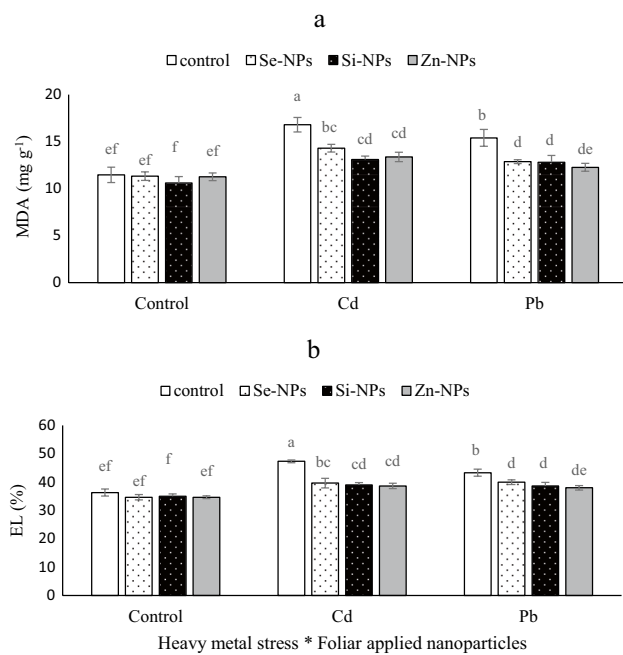 a
control Se-NPs Si-NPs Zn-NPs
MDA (mg g⁻¹)
20
15
10
5
0
ef ef f ef
a bc cd cd
b d d de
Control Cd Pb
b
control Se-NPs Si-NPs Zn-NPs
EL (%)
60
50
40
30
20
10
0
ef ef f ef
a bc cd cd
b d d de
Control Cd Pb
Heavy metal stress * Foliar applied nanoparticles